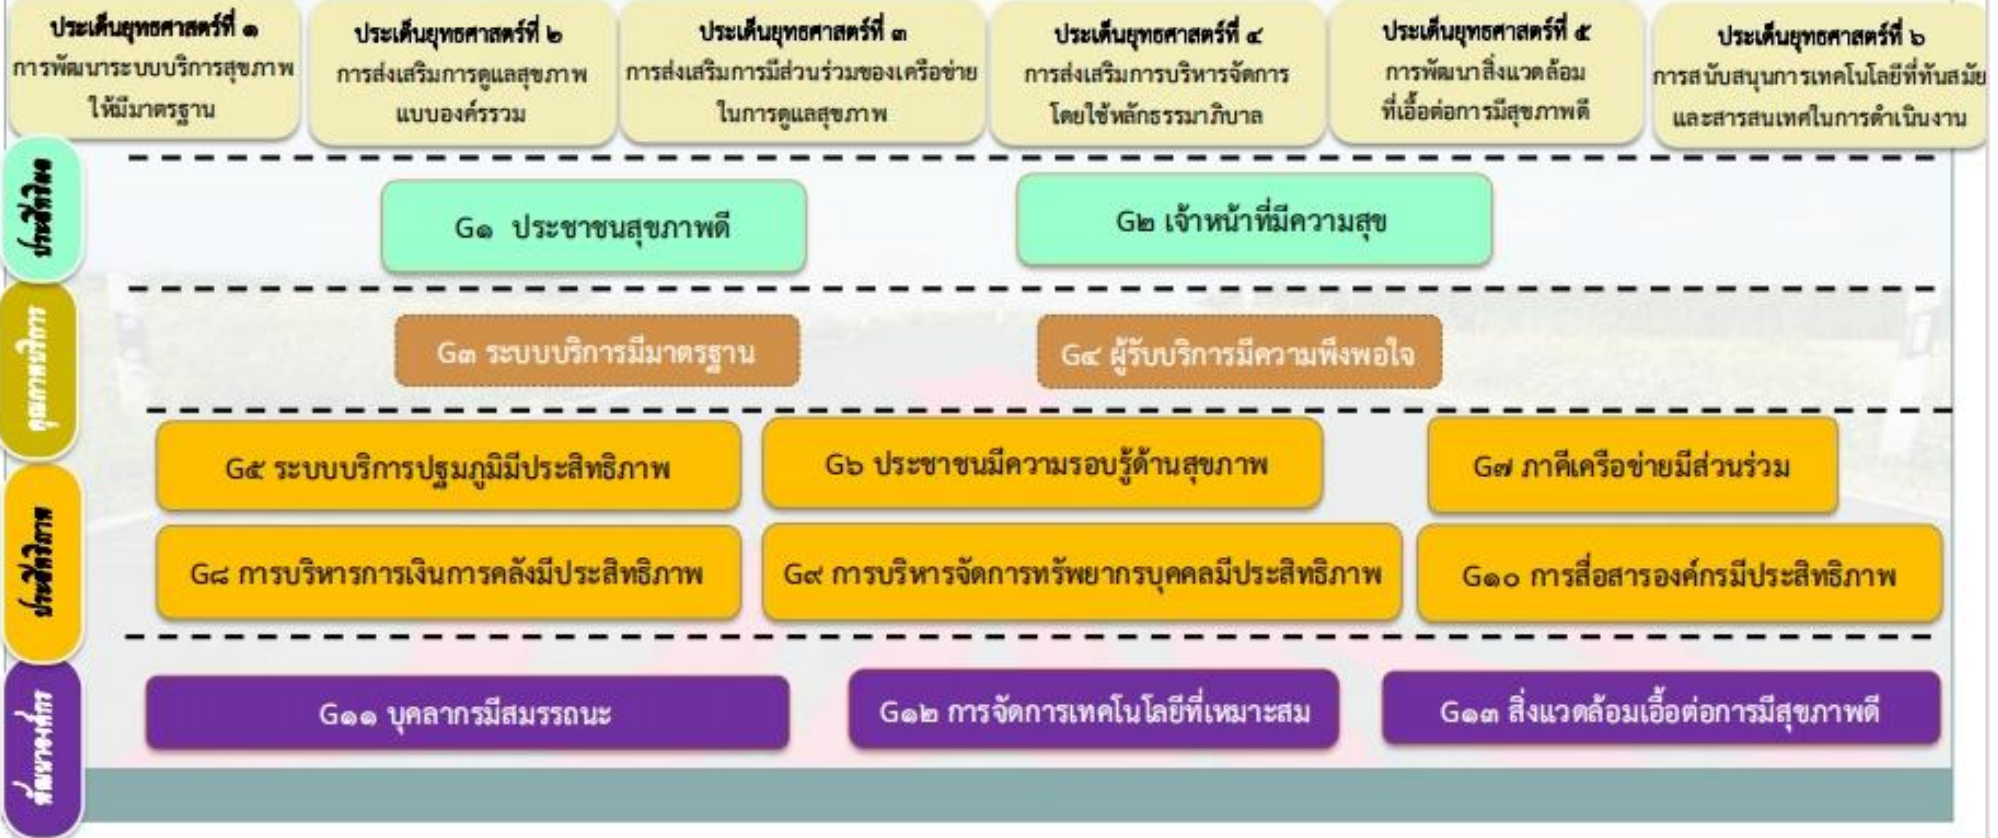 ประเด็นยุทธศาสตร์ที่ ๑
การพัฒนาระบบบริการสุขภาพ
ให้มีมาตรฐาน
ประเด็นยุทธศาสตร์ที่ ๒
การส่งเสริมการดูแลสุขภาพ
แบบองค์รวม
ประเด็นยุทธศาสตร์ที่ ๓
การส่งเสริมการมีส่วนร่วมของเครือข่าย
ในการดูแลสุขภาพ
ประเด็นยุทธศาสตร์ที่ ๔
การส่งเสริมการบริหารจัดการ
โดยใช้หลักธรรมาภิบาล
ประเด็นยุทธศาสตร์ที่ ๕
การพัฒนาสิ่งแวดล้อม
ที่เอื้อต่อการมีสุขภาพดี
ประเด็นยุทธศาสตร์ที่ ๖
การสนับสนุนการเทคโนโลยีที่ทันสมัย
และสารสนเทศในการดำเนินงาน
ประสิทธิผล
G๑ ประชาชนสุขภาพดี
G๒ เจ้าหน้าที่มีความสุข
คุณภาพบริการ
G๓ ระบบบริการมีมาตรฐาน
G๔ ผู้รับบริการมีความพึงพอใจ
ประสิทธิภาพ
G๕ ระบบบริการปฐมภูมิมีประสิทธิภาพ
G๖ ประชาชนมีความรอบรู้ด้านสุขภาพ
G๗ ภาคีเครือข่ายมีส่วนร่วม
G๘ การบริหารการเงินการคลังมีประสิทธิภาพ
G๙ การบริหารจัดการทรัพยากรบุคคลมีประสิทธิภาพ
G๑๐ การสื่อสารองค์กรมีประสิทธิภาพ
พัฒนาองค์กร
G๑๑ บุคลากรมีสมรรถนะ
G๑๒ การจัดการเทคโนโลยีที่เหมาะสม
G๑๓ สิ่งแวดล้อมเอื้อต่อการมีสุขภาพดี